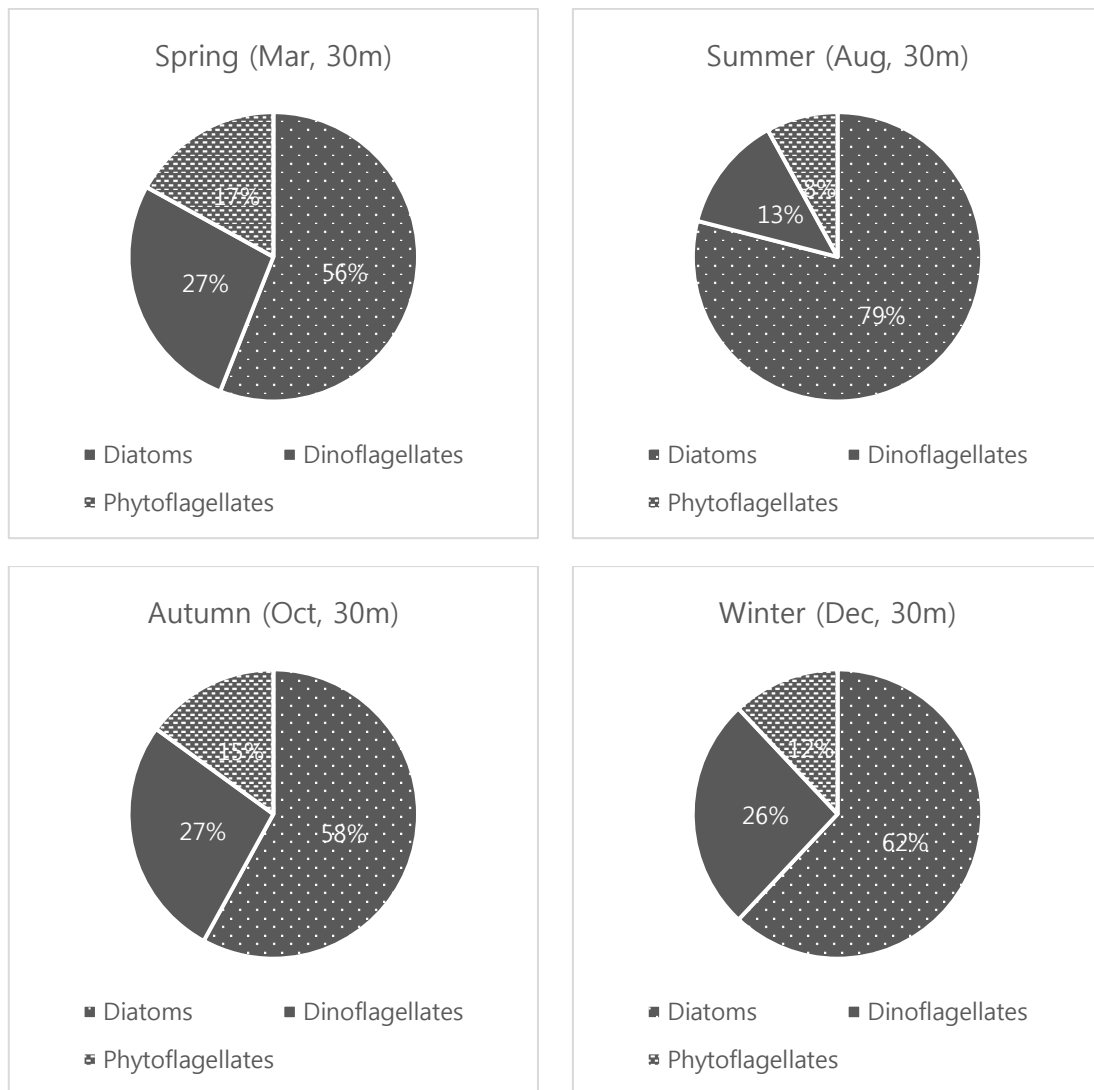 Spring (Mar, 30m)
17%
27%
56%
■ Diatoms ■ Dinoflagellates
■ Phytoflagellates
Summer (Aug, 30m)
8%
13%
79%
■ Diatoms ■ Dinoflagellates
■ Phytoflagellates
Autumn (Oct, 30m)
15%
27%
58%
■ Diatoms ■ Dinoflagellates
■ Phytoflagellates
Winter (Dec, 30m)
12%
26%
62%
■ Diatoms ■ Dinoflagellates
■ Phytoflagellates